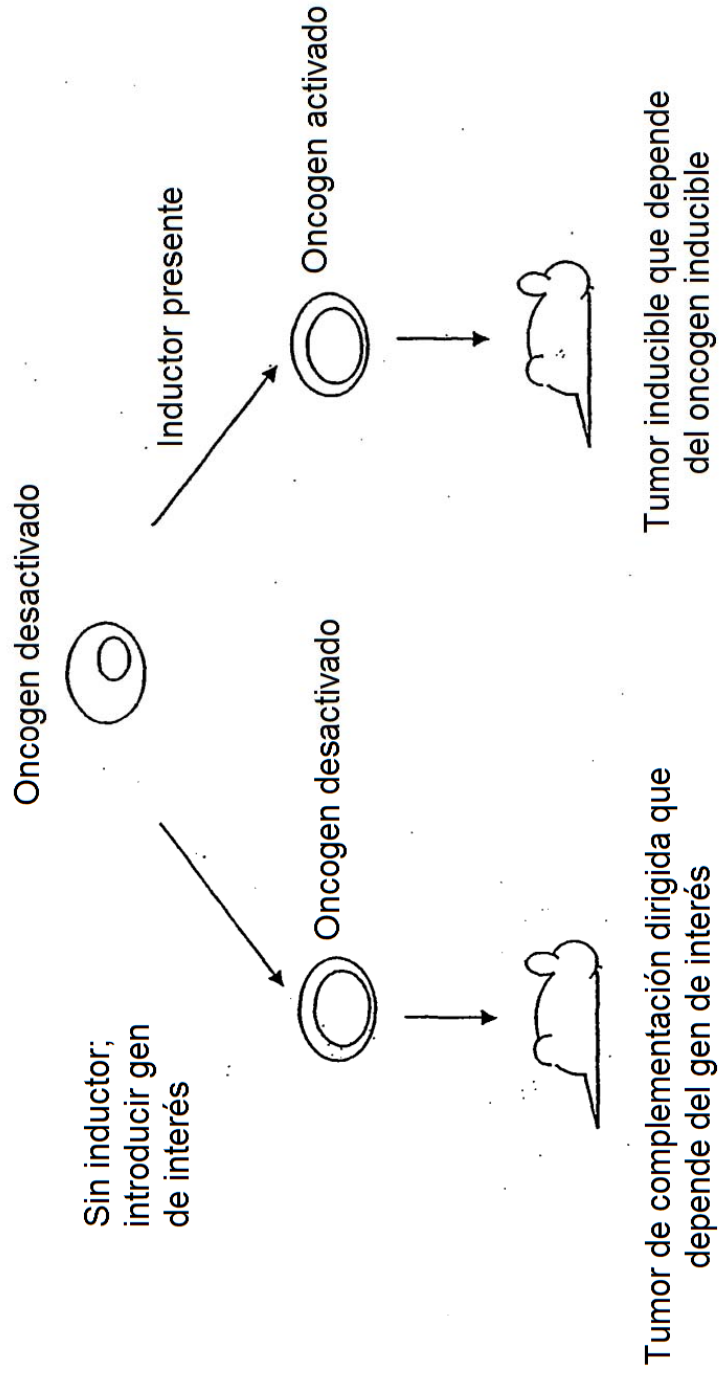 Oncogen desactivado
Sin inductor;
introducir gen
de interés
Inductor presente
Oncogen desactivado
Oncogen activado
Tumor de complementación dirigida que
depende del gen de interés
Tumor inducible que depende
del oncogen inducible